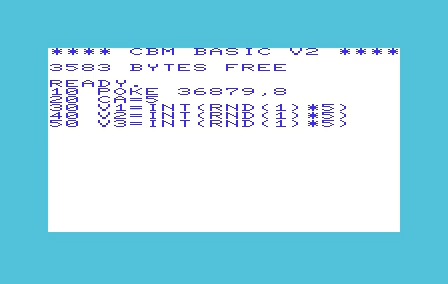 **** CBM BASIC V2 ****
3583 BYTES FREE
READY.
10 POKE 36879,8
20 CA=5
30 V1=INT(RND(1)*5)
40 V2=INT(RND(1)*5)
50 V3=INT(RND(1)*5)